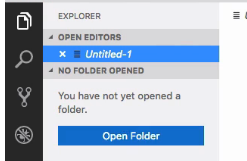 EXPLORER
OPEN EDITORS
Untitled-1
NO FOLDER OPENED
You have not yet opened a
folder.
Open Folder